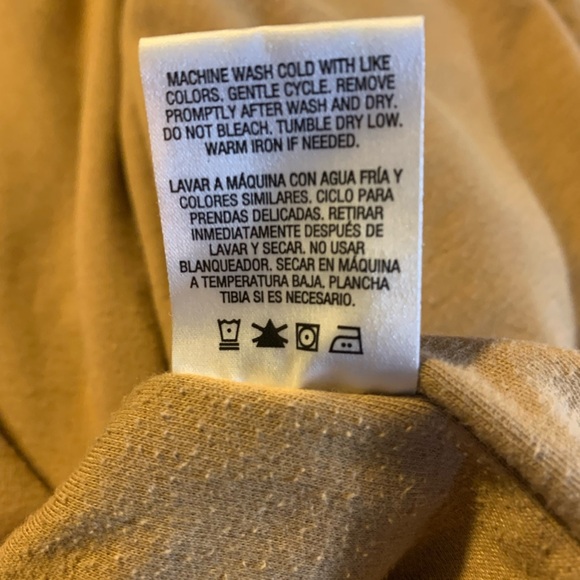 MACHINE WASH COLD WITH LIKE
COLORS. GENTLE CYCLE. REMOVE
PROMPTLY AFTER WASH AND DRY.
DO NOT BLEACH. TUMBLE DRY LOW.
WARM IRON IF NEEDED.
LAVAR A MÁQUINA CON AGUA FRÍA Y
COLORES SIMILARES. CICLO PARA
PRENDAS DELICADAS. RETIRAR
INMEDIATAMENTE DESPUÉS DE
LAVAR Y SECAR. NO USAR
BLANQUEADOR. SECAR EN MÁQUINA
A TEMPERATURA BAJA. PLANCHA
TIBIA SI ES NECESARIO.